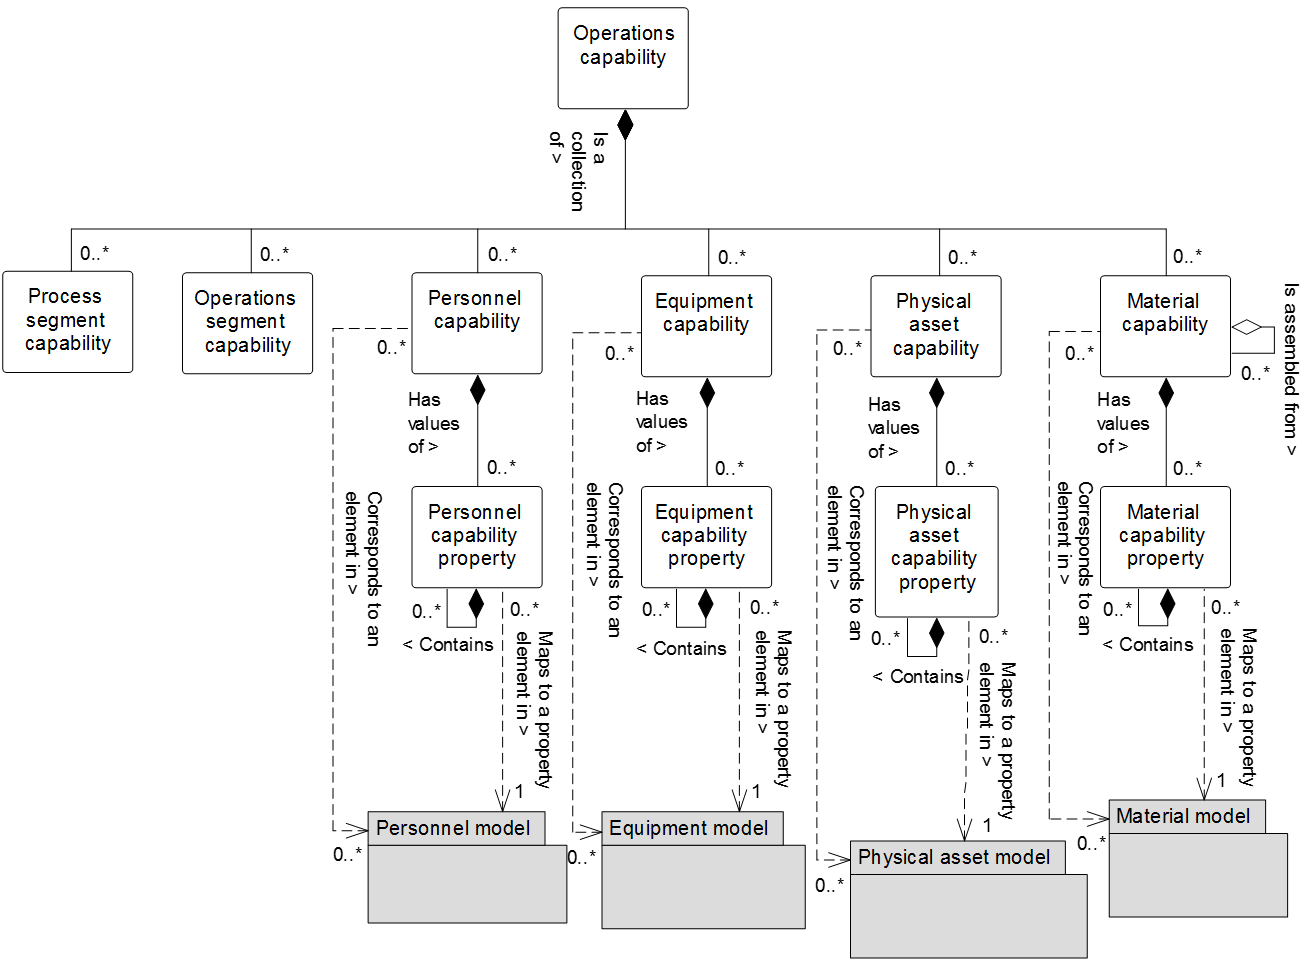 Operations
capability
Is a
collection
of >
0..*
0..*
0..*
0..*
0..*
0..*
Process
segment
capability
Operations
segment
capability
Personnel
capability
Equipment
capability
Physical
asset
capability
Material
capability
Is assembled from >
0..*
0..*
0..*
0..*
0..*
Has
values
of >
Has
values
of >
Has
values
of >
Has
values
of >
0..*
0..*
0..*
0..*
Corresponds to an
element in >
Personnel
capability
property
Corresponds to an
element in >
Equipment
capability
property
Corresponds to an
element in >
Physical
asset
capability
property
Corresponds to an
element in >
Material
capability
property
0..*
0..*
< Contains
Maps to a property
element in >
0..*
0..*
< Contains
Maps to a property
element in >
0..*
0..*
< Contains
Maps to a property
element in >
0..*
0..*
< Contains
Maps to a property
element in >
1
1
1
1
Personnel model
0..*
Equipment model
0..*
Physical asset model
0..*
Material model
0..*